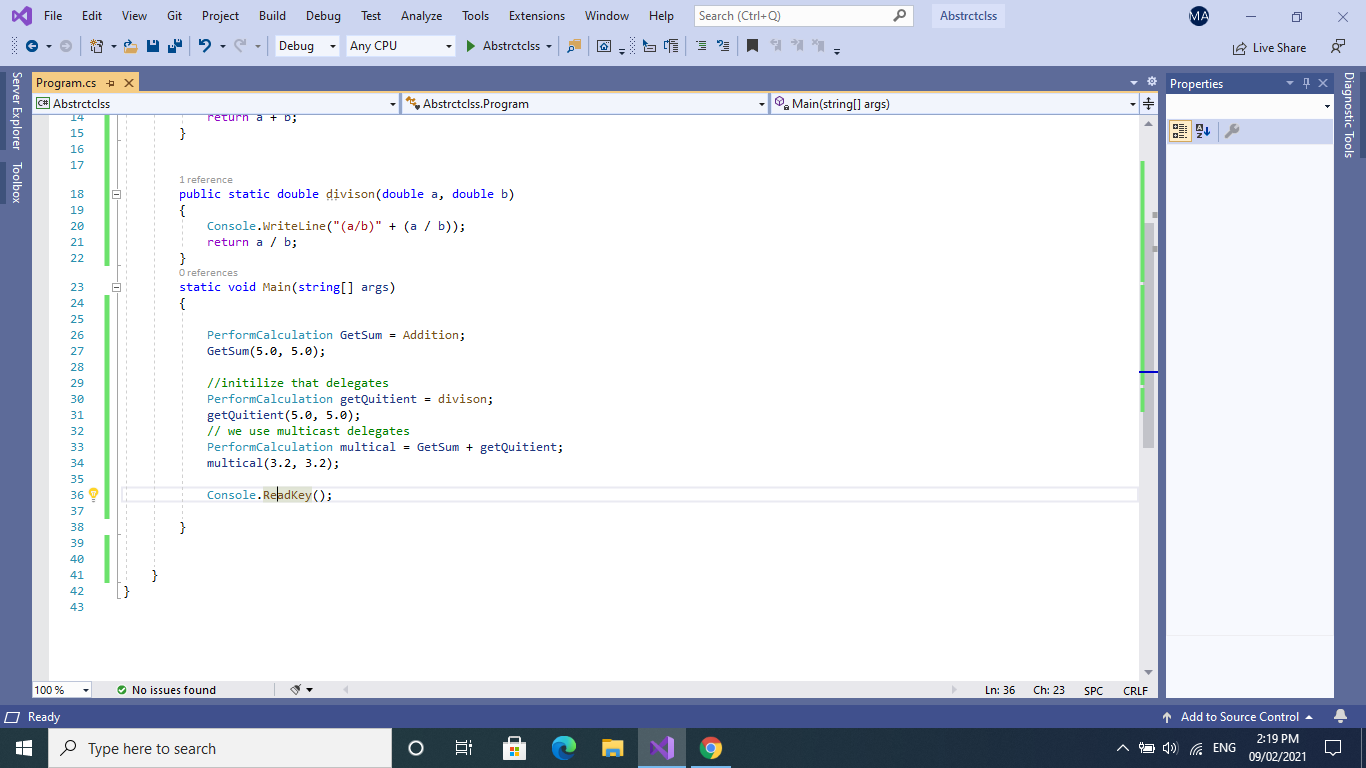 File Edit View Git Project Build Debug Test Analyze Tools Extensions Window Help Search (Ctrl+Q) Abstrctclss MA
Debug Any CPU Abstrctclss Live Share
Server Explorer
Toolbox
Program.cs
Abstrctclss Abstrctclss.Program Main(string[] args)
14 return a + b;
15 }
16
17
1 reference
18 public static double divison(double a, double b)
19 {
20 Console.WriteLine("(a/b)" + (a / b));
21 return a / b;
22 }
0 references
23 static void Main(string[] args)
24 {
25
26 PerformCalculation GetSum = Addition;
27 GetSum(5.0, 5.0);
28
29 //initilize that delegates
30 PerformCalculation getQuitient = divison;
31 getQuitient(5.0, 5.0);
32 // we use multicast delegates
33 PerformCalculation multical = GetSum + getQuitient;
34 multical(3.2, 3.2);
35
36 Console.ReadKey();
37
38 }
39
40
41 }
42 }
43
Properties
Diagnostic Tools
100 % No issues found Ln: 36 Ch: 23 SPC CRLF
Ready Add to Source Control
Type here to search ENG 2:19 PM
09/02/2021